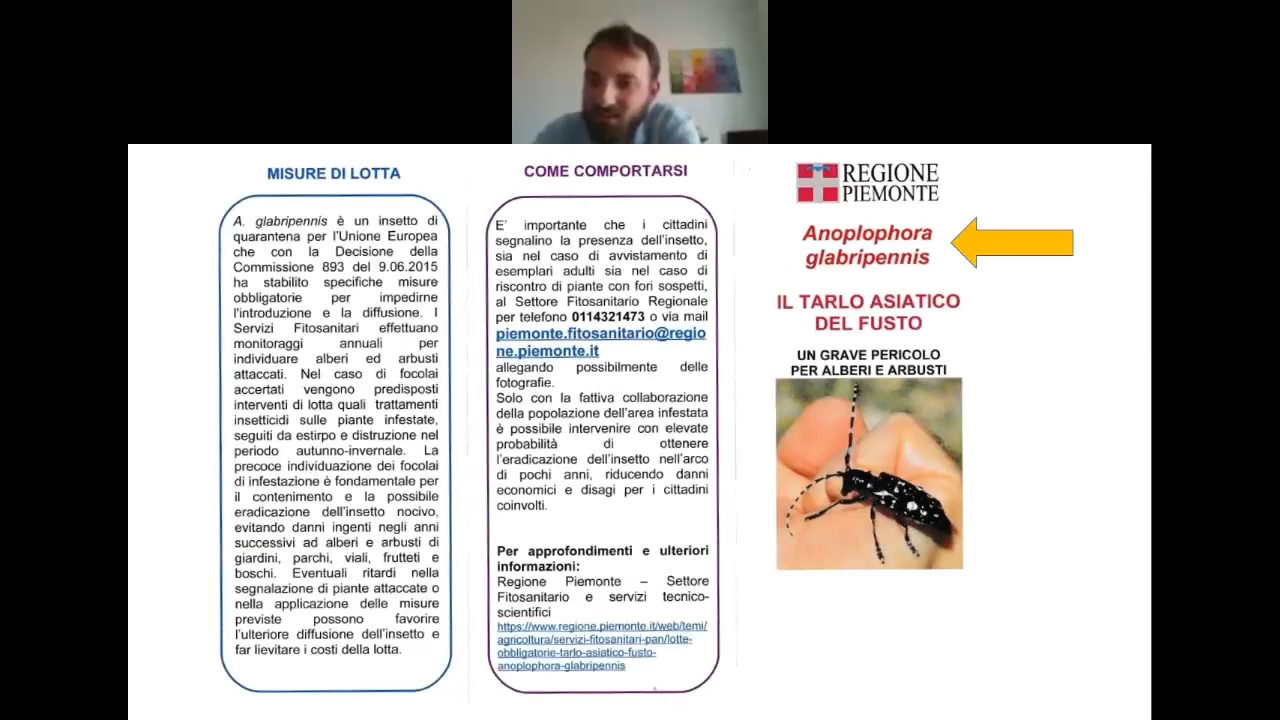 MISURE DI LOTTA
A. glabripennis è un insetto di
quarantena per l'Unione Europea
che con la Decisione della
Commissione 893 del 9.06.2015
ha stabilito specifiche misure
obbligatorie per impedirne
l'introduzione e la diffusione. I
Servizi Fitosanitari effettuano
monitoraggi annuali per
individuare alberi ed arbusti
attaccati. Nel caso di focolai
accertati vengono predisposti
interventi di lotta quali trattamenti
insetticidi sulle piante infestate,
seguiti da estirpo e distruzione nel
periodo autunno-invernale. La
precoce individuazione dei focolai
di infestazione è fondamentale per
il contenimento e la possibile
eradicazione dell'insetto nocivo,
evitando danni ingenti negli anni
successivi ad alberi e arbusti di
giardini, parchi, viali, frutteti e
boschi. Eventuali ritardi nella
segnalazione di piante attaccate o
nella applicazione delle misure
previste possono favorire
l'ulteriore diffusione dell'insetto e
far lievitare i costi della lotta.
COME COMPORTARSI
E' importante che i cittadini
segnalino la presenza dell'insetto,
sia nel caso di avvistamento di
esemplari adulti sia nel caso di
riscontro di piante con fori sospetti,
al Settore Fitosanitario Regionale
per telefono 0114321473 o via mail
piemonte.fitosanitario@regio
ne.piemonte.it
allegando possibilmente delle
fotografie.
Solo con la fattiva collaborazione
della popolazione dell'area infestata
è possibile intervenire con elevate
probabilità di ottenere
l'eradicazione dell'insetto nell'arco
di pochi anni, riducendo danni
economici e disagi per i cittadini
coinvolti.
Per approfondimenti e ulteriori
informazioni:
Regione Piemonte – Settore
Fitosanitario e servizi tecnico-
scientifici
https://www.regione.piemonte.it/web/temi/
agricoltura/servizi-fitosanitari-pan/lotte-
obbligatorie-tarlo-asiatico-fusto-
anoplophora-glabripennis
REGIONE
PIEMONTE
Anoplophora
glabripennis
IL TARLO ASIATICO
DEL FUSTO
UN GRAVE PERICOLO
PER ALBERI E ARBUSTI